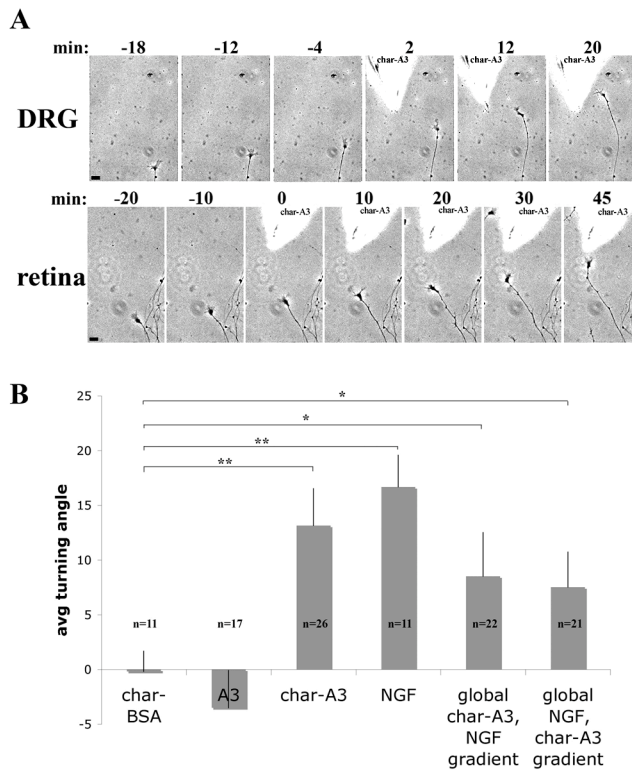 A
min: -18 -12 -4 2 12 20
char-A3 char-A3 char-A3
DRG
min: -20 -10 0 10 20 30 45
char-A3 char-A3 char-A3 char-A3 char-A3
retina
B
25
20
15
10
5
0
-5
avg turning angle
*
*
**
**
n=11 n=17 n=26 n=11 n=22 n=21
char-BSA
A3
char-A3
NGF
global
char-A3,
NGF
gradient
global
NGF,
char-A3
gradient